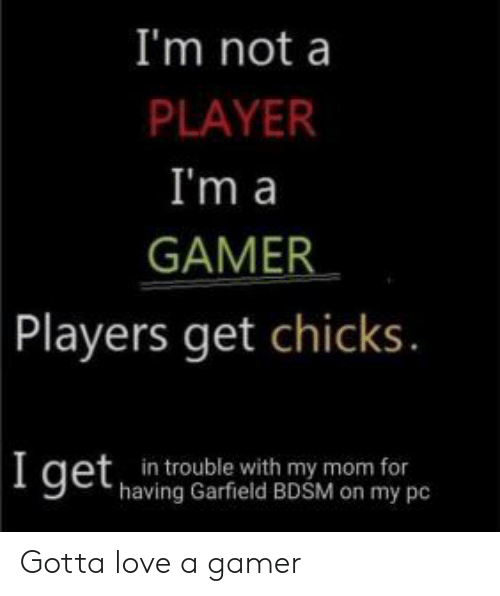 I'm not a
PLAYER
I'm a
GAMER
Players get chicks.
I get in trouble with my mom for
having Garfield BDSM on my pc
Gotta love a gamer